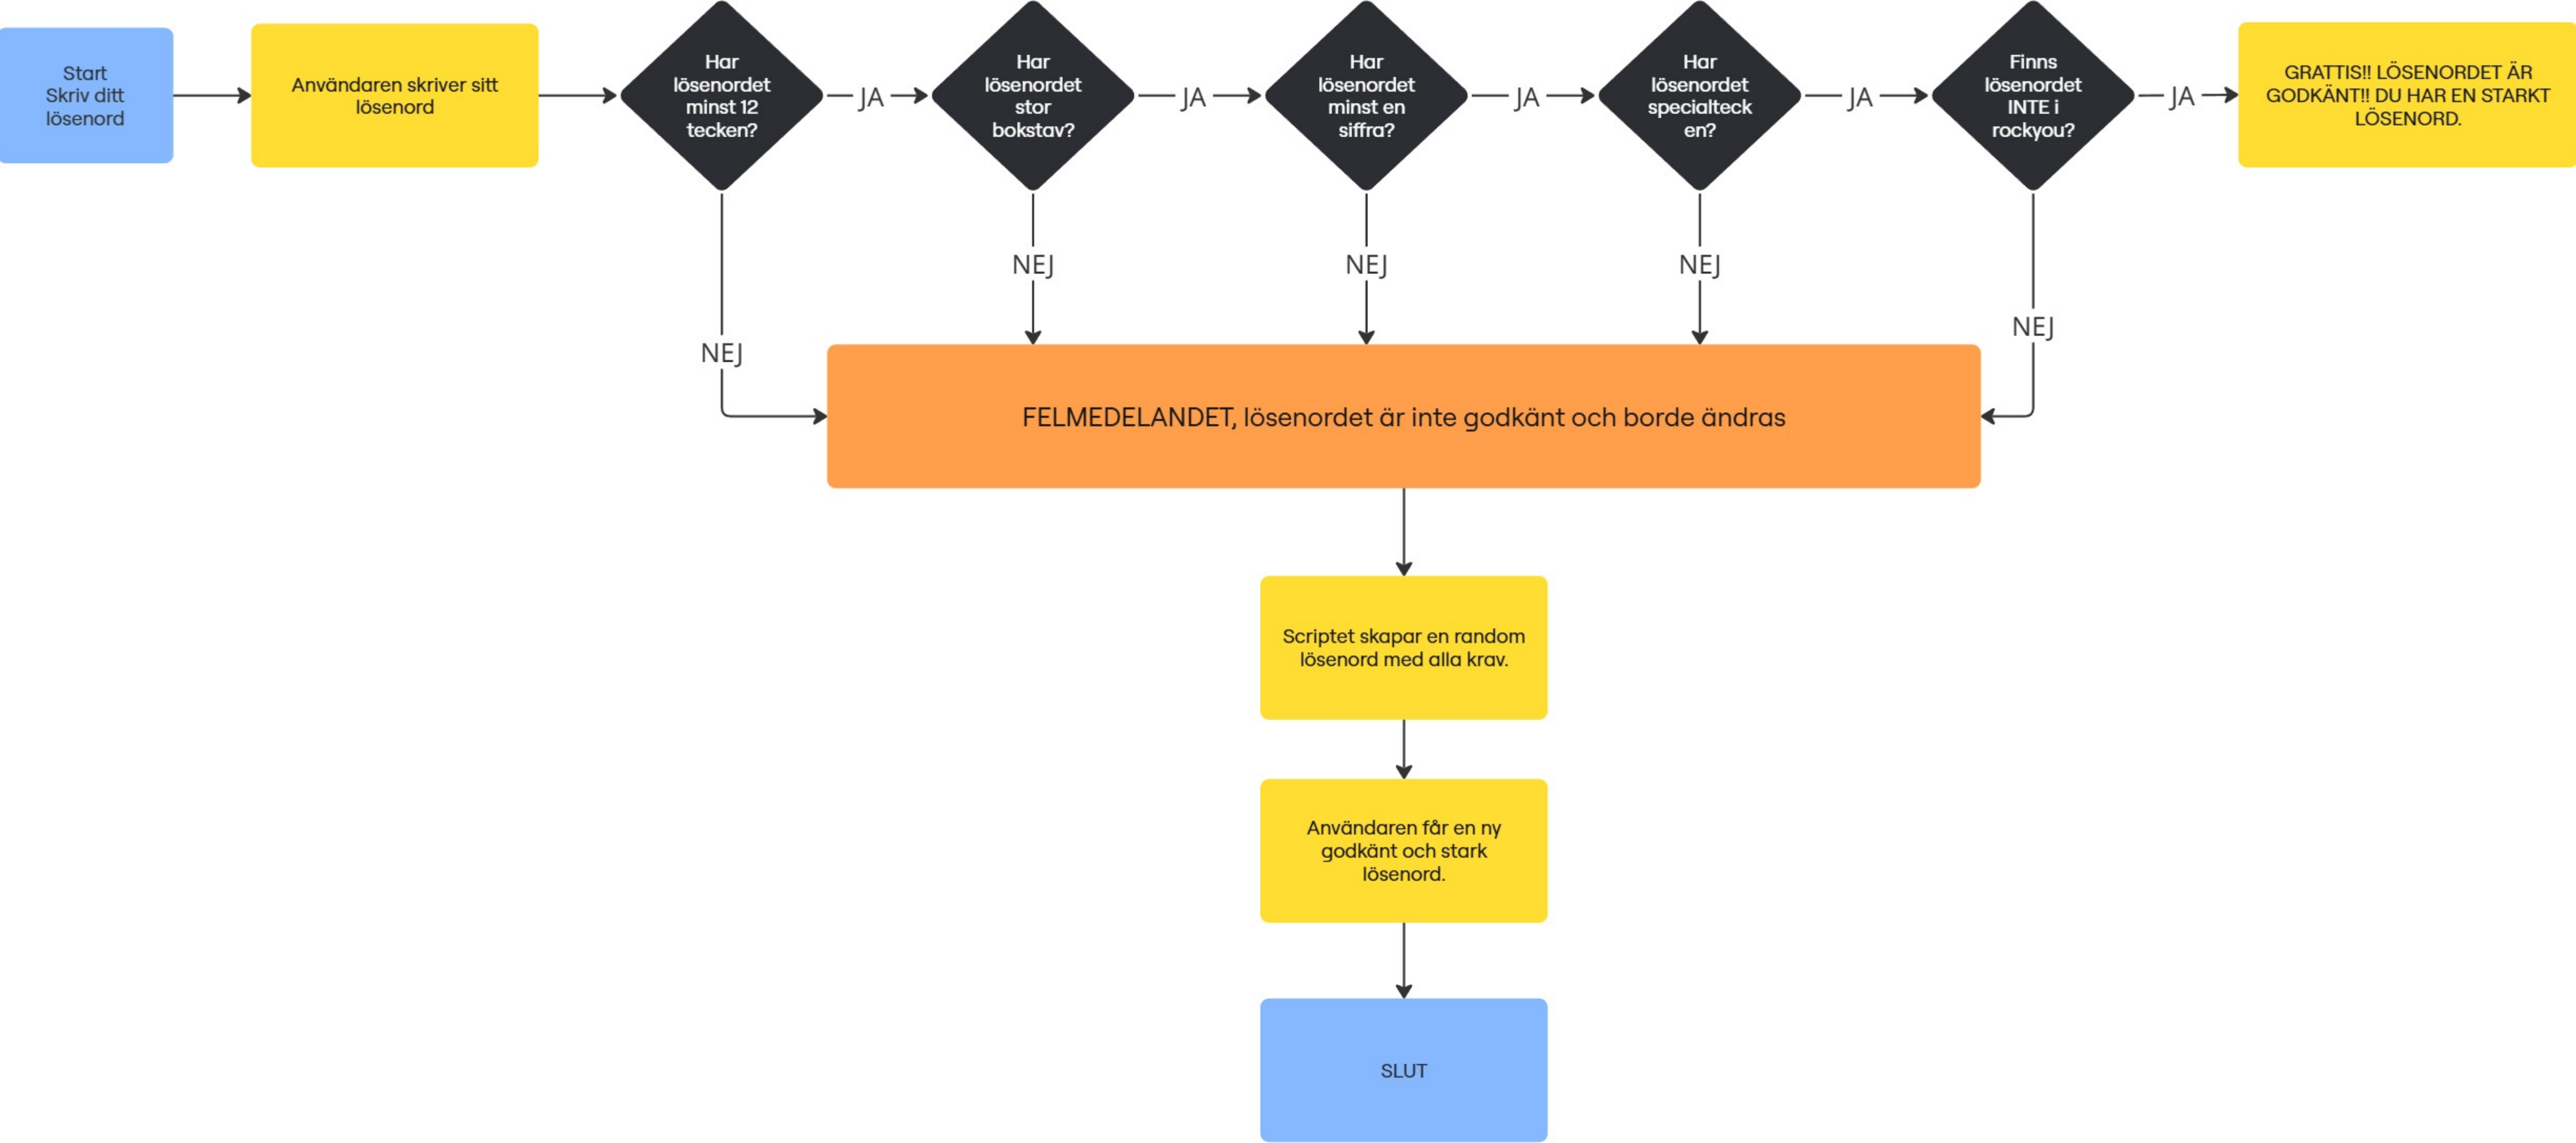 Start
Skriv ditt
lösenord
Användaren skriver sitt
lösenord
Har
lösenordet
minst 12
tecken?
JA
Har
lösenordet
stor
bokstav?
JA
Har
lösenordet
minst en
siffra?
JA
Har
lösenordet
specialteck
en?
JA
Finns
lösenordet
INTE i
rockyou?
JA
GRATTIS!! LÖSENORDET ÄR
GODKÄNT!! DU HAR EN STARKT
LÖSENORD.
NEJ
NEJ
NEJ
NEJ
NEJ
FELMEDELANDET, lösenordet är inte godkänt och borde ändras
Scriptet skapar en random
lösenord med alla krav.
Användaren får en ny
godkänt och stark
lösenord.
SLUT